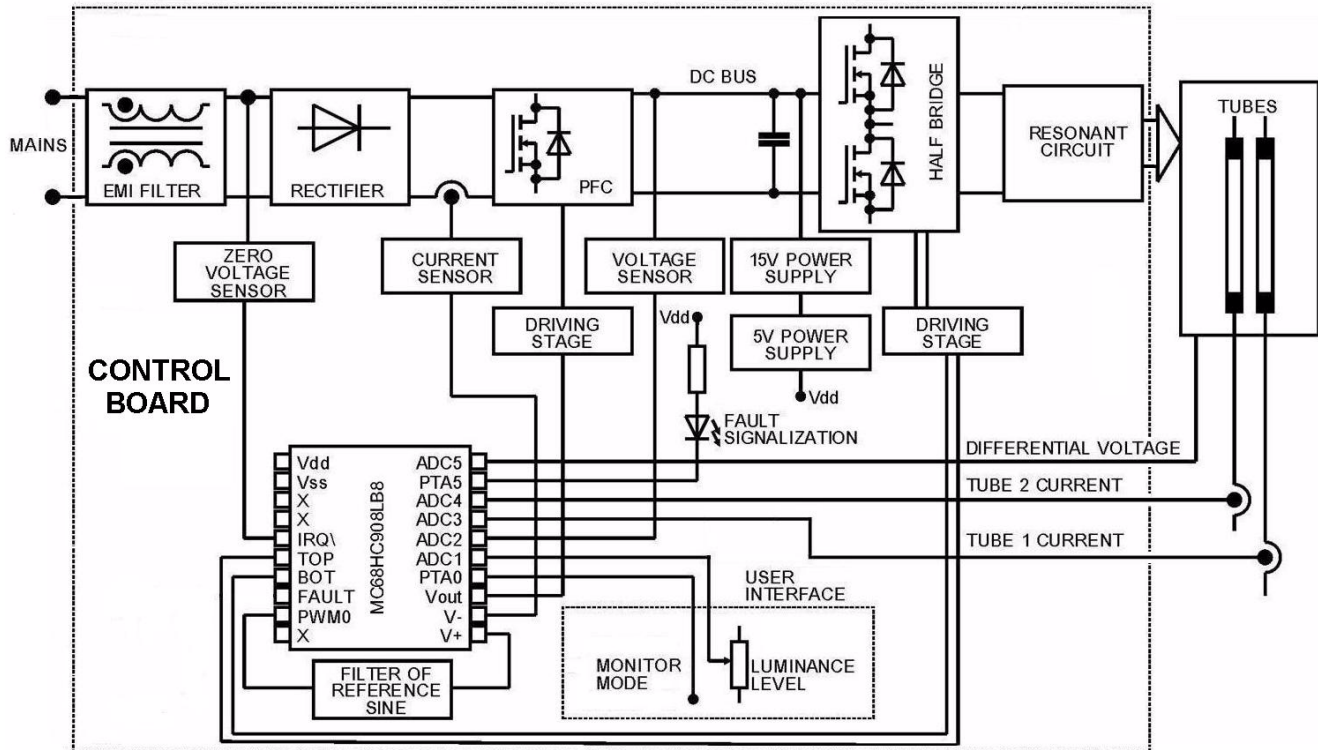 DC BUS
HALF BRIDGE
TUBES
MAINS
EMI FILTER
RECTIFIER
PFC
RESONANT
CIRCUIT
ZERO
VOLTAGE
SENSOR
CURRENT
SENSOR
VOLTAGE
SENSOR
15V POWER
SUPPLY
DRIVING
STAGE
Vdd
5V POWER
SUPPLY
DRIVING
STAGE
Vdd
CONTROL
BOARD
FAULT
SIGNALIZATION
DIFFERENTIAL VOLTAGE
TUBE 2 CURRENT
TUBE 1 CURRENT
MC68HC908LB8
Vdd
Vss
X
X
IRQ\
TOP
BOT
FAULT
PWM0
X
ADC5
PTA5
ADC4
ADC3
ADC2
ADC1
PTA0
Vout
V-
V+
FILTER OF
REFERENCE
SINE
USER
INTERFACE
MONITOR
MODE
LUMINANCE
LEVEL